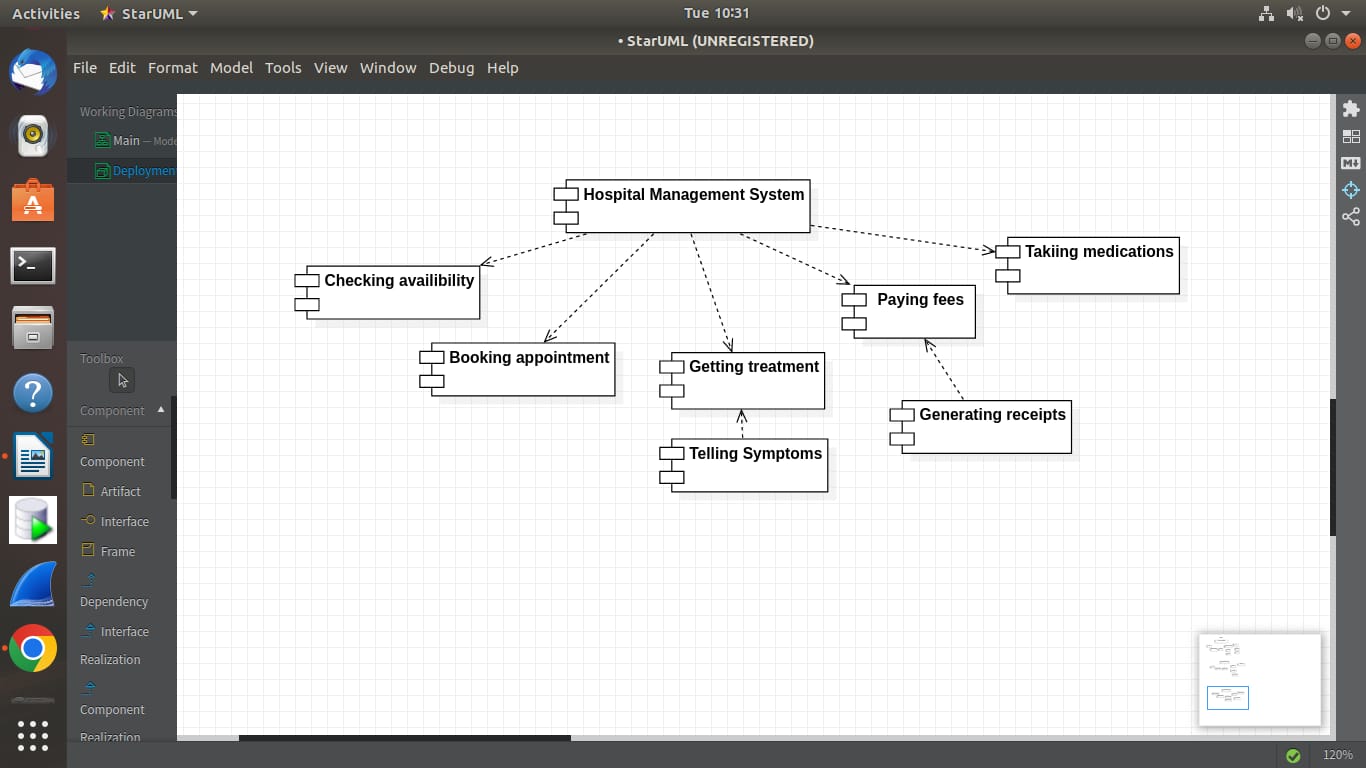 Activities
StarUML
Tue 10:31
• StarUML (UNREGISTERED)
File Edit Format Model Tools View Window Debug Help
Working Diagrams
Main — Mode
Deploymen
Hospital Management System
Takiing medications
Checking availibility
Paying fees
Booking appointment
Getting treatment
Generating receipts
Telling Symptoms
Toolbox
Component
Component
Artifact
Interface
Frame
Dependency
Interface
Realization
Component
Realization
M+
120%